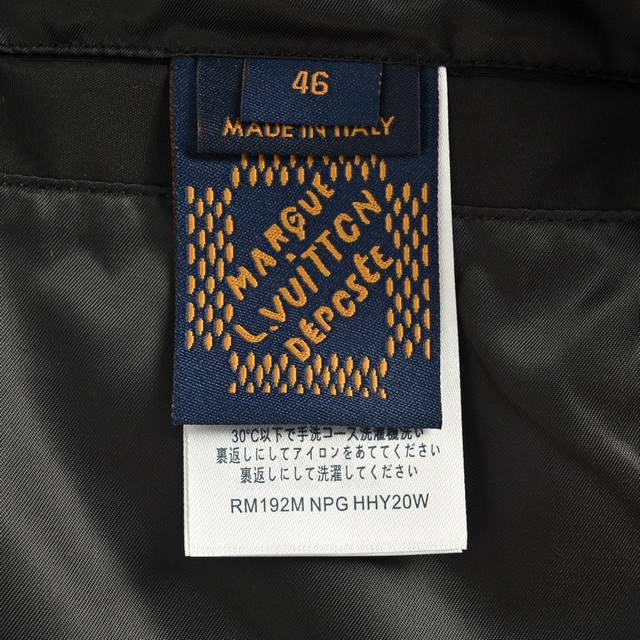 46
MADE IN ITALY
MARQUE
L.VUITTON
DÉPOSÉE
30℃以下で手洗コース洗濯機洗い
裏返しにしてアイロンをあててください
裏返しにして洗濯してください
RM192M NPG HHY20W